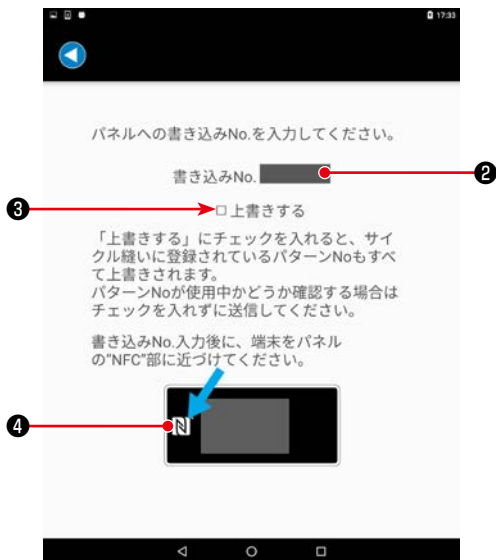 17:33
パネルへの書き込みNo.を入力してください。
書き込みNo.
❷
❸
上書きする
「上書きする」にチェックを入れると、サイ
クル縫いに登録されているパターンNoもすべ
て上書きされます。
パターンNoが使用中かどうか確認する場合は
チェックを入れずに送信してください。
書き込みNo.入力後に、端末をパネル
の"NFC"部に近づけてください。
❹